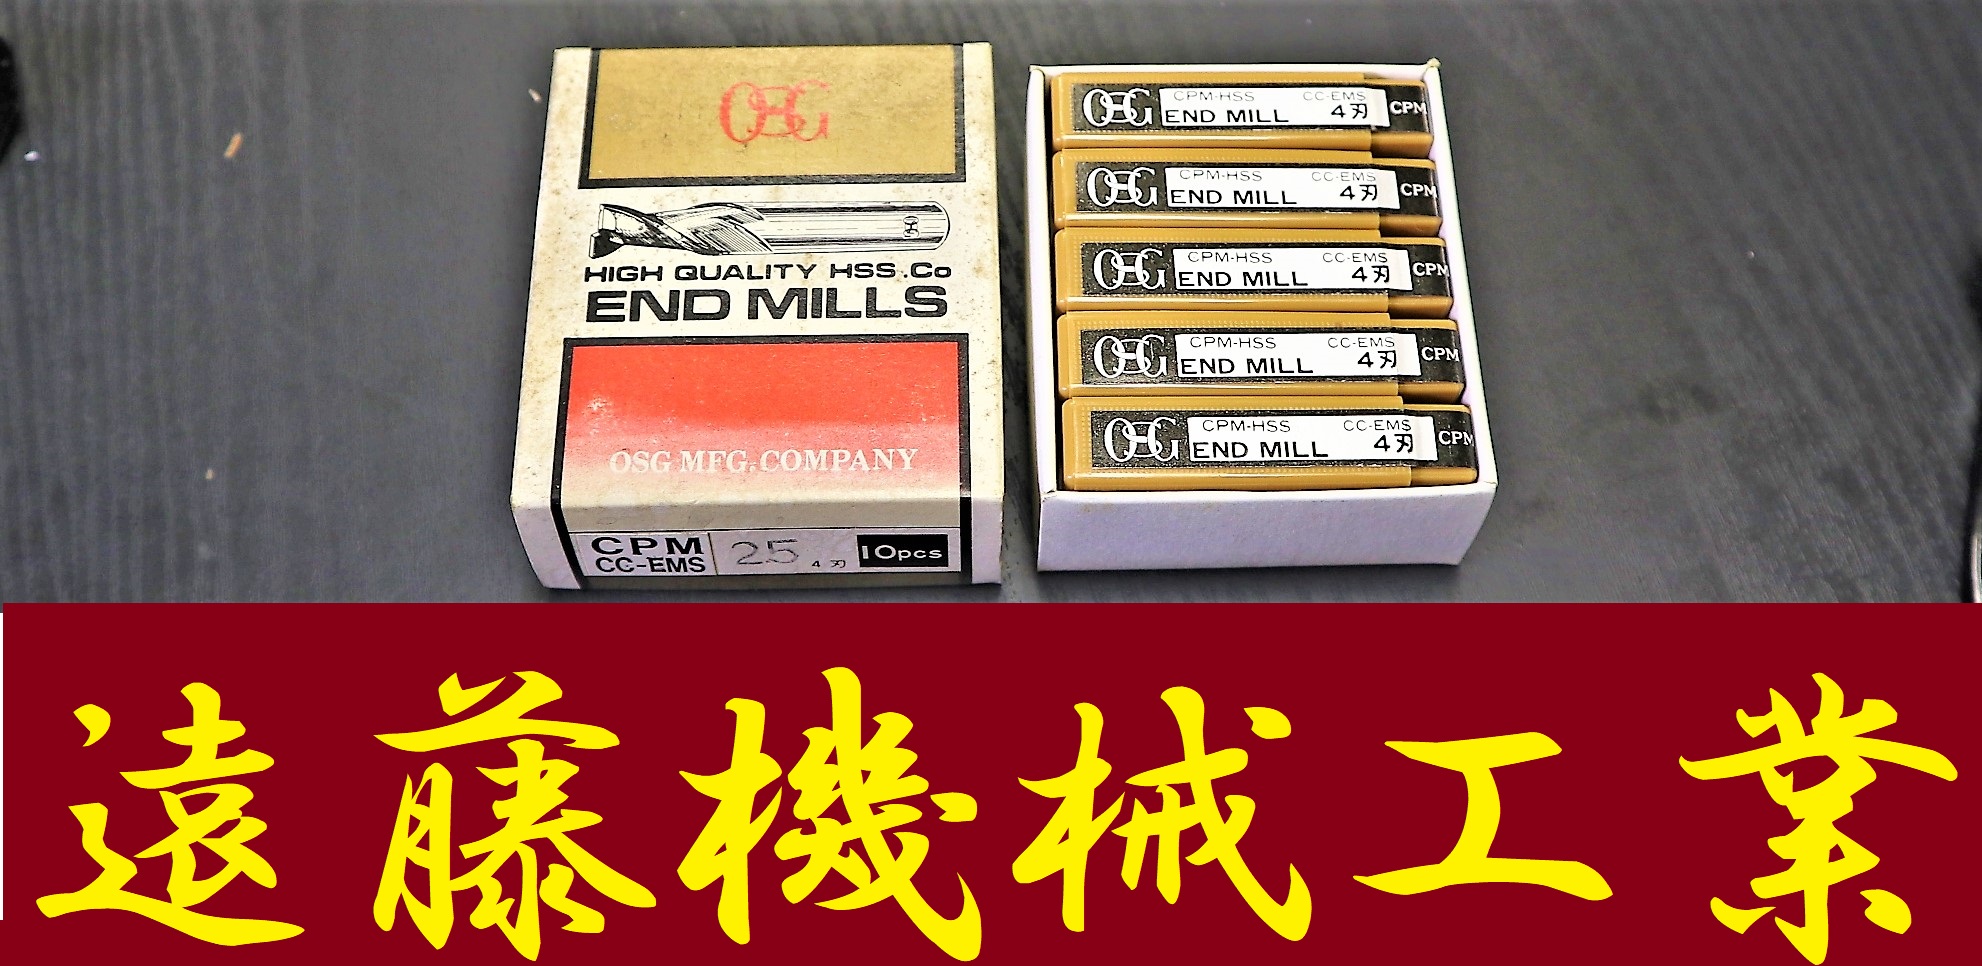 OSG
HIGH QUALITY HSS.Co
END MILLS
OSG MFG. COMPANY
CPM
CC-EMS
25
4刃
10pcs
OSG CPM-HSS CC-EMS CPM
END MILL 4刃
OSG CPM-HSS CC-EMS CPM
END MILL 4刃
OSG CPM-HSS CC-EMS CPM
END MILL 4刃
OSG CPM-HSS CC-EMS CPM
END MILL 4刃
OSG CPM-HSS CC-EMS CPM
END MILL 4刃
遠藤機械工業